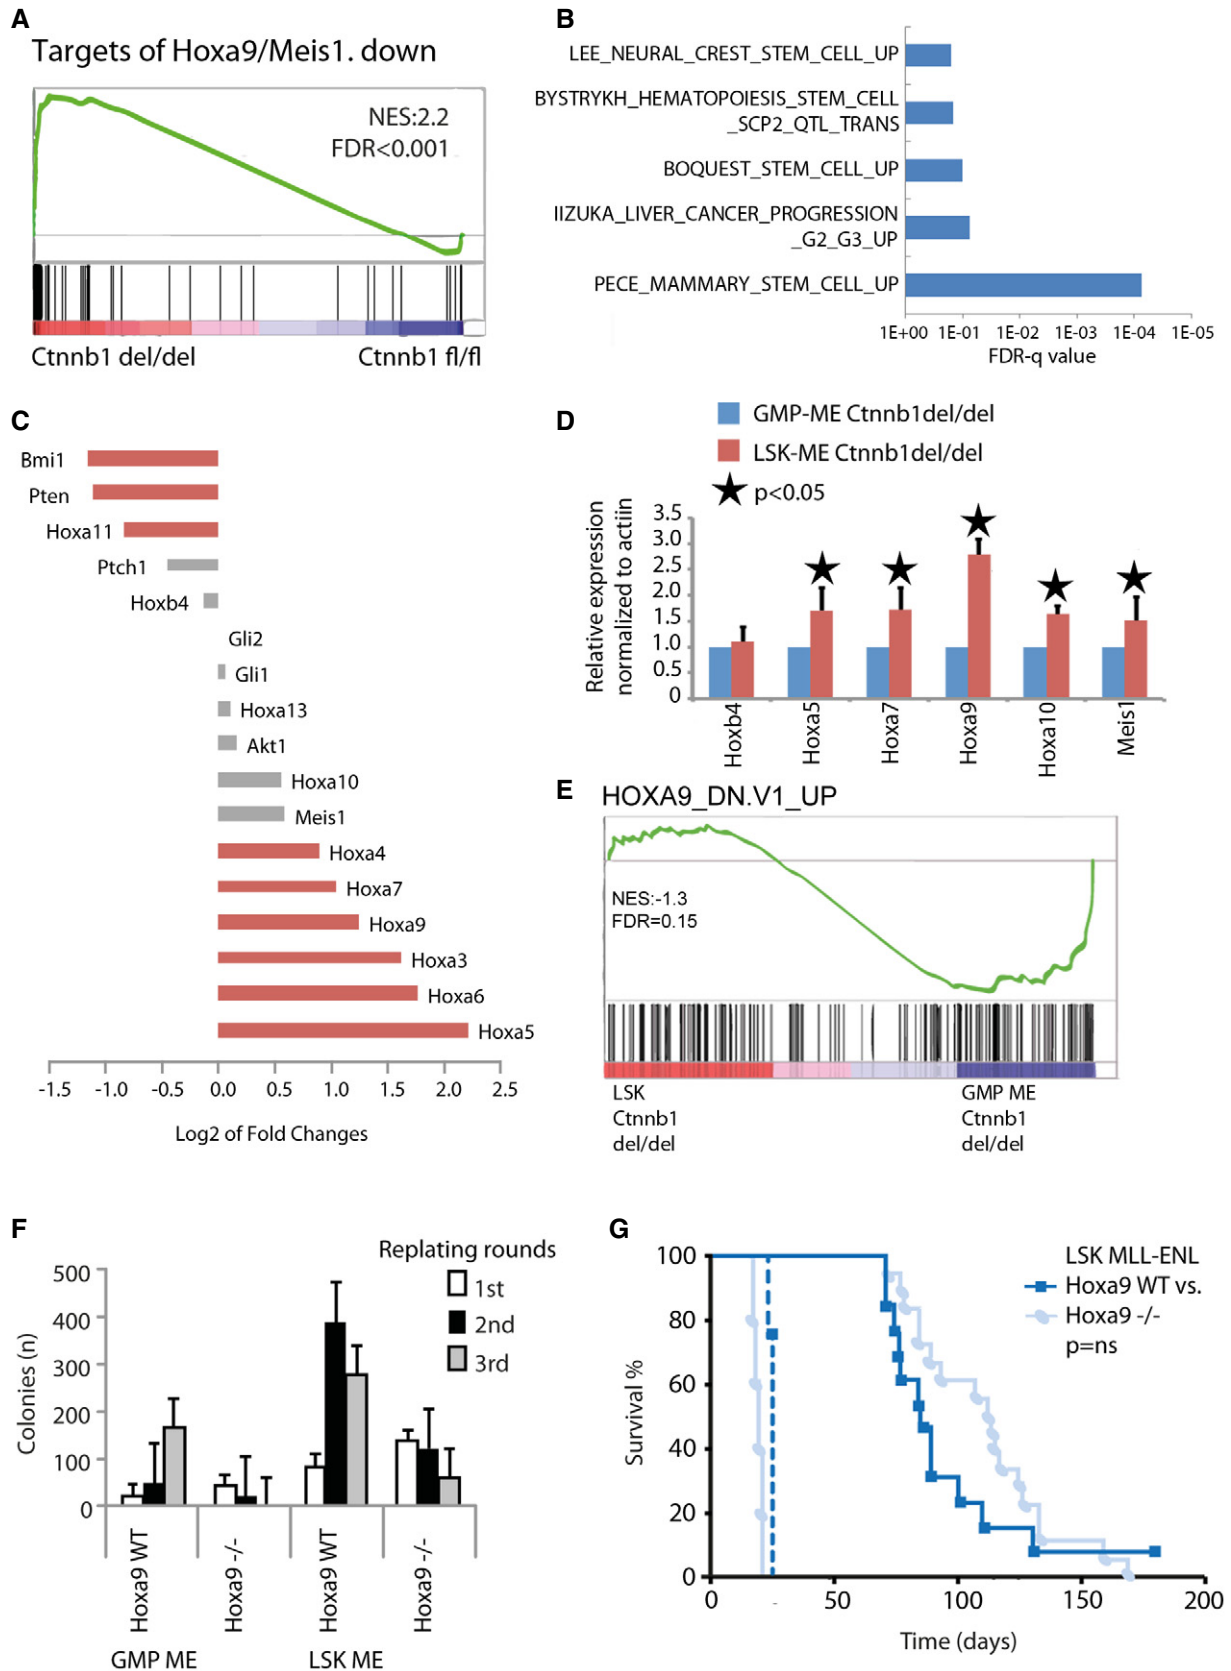 A
Targets of Hoxa9/Meis1. down
NES:2.2
FDR<0.001
Ctnnb1 del/del
Ctnnb1 fl/fl
B
LEE_NEURAL_CREST_STEM_CELL_UP
BYSTRYKH_HEMATOPOIESIS_STEM_CELL
_SCP2_QTL_TRANS
BOQUEST_STEM_CELL_UP
IIZUKA_LIVER_CANCER_PROGRESSION
_G2_G3_UP
PECE_MAMMARY_STEM_CELL_UP
1E+00 1E-01 1E-02 1E-03 1E-04 1E-05
FDR-q value
C
Bmi1
Pten
Hoxa11
Ptch1
Hoxb4
Gli2
Gli1
Hoxa13
Akt1
Hoxa10
Meis1
Hoxa4
Hoxa7
Hoxa9
Hoxa3
Hoxa6
Hoxa5
-1.5 -1.0 -0.5 0.0 0.5 1.0 1.5 2.0 2.5
Log2 of Fold Changes
D
GMP-ME Ctnnb1del/del
LSK-ME Ctnnb1del/del
p<0.05
Relative expression
normalized to actiin
3.5
3.0
2.5
2.0
1.5
1.0
0.5
0
Hoxb4
Hoxa5
Hoxa7
Hoxa9
Hoxa10
Meis1
E
HOXA9_DN.V1_UP
NES:-1.3
FDR=0.15
LSK
Ctnnb1
del/del
GMP ME
Ctnnb1
del/del
F
Replating rounds
1st
2nd
3rd
Colonies (n)
500
400
300
200
100
0
Hoxa9 WT
Hoxa9 -/-
Hoxa9 WT
Hoxa9 -/-
GMP ME
LSK ME
G
LSK MLL-ENL
Hoxa9 WT vs.
Hoxa9 -/-
p=ns
Survival %
100
80
60
40
20
0
0 50 100 150 200
Time (days)